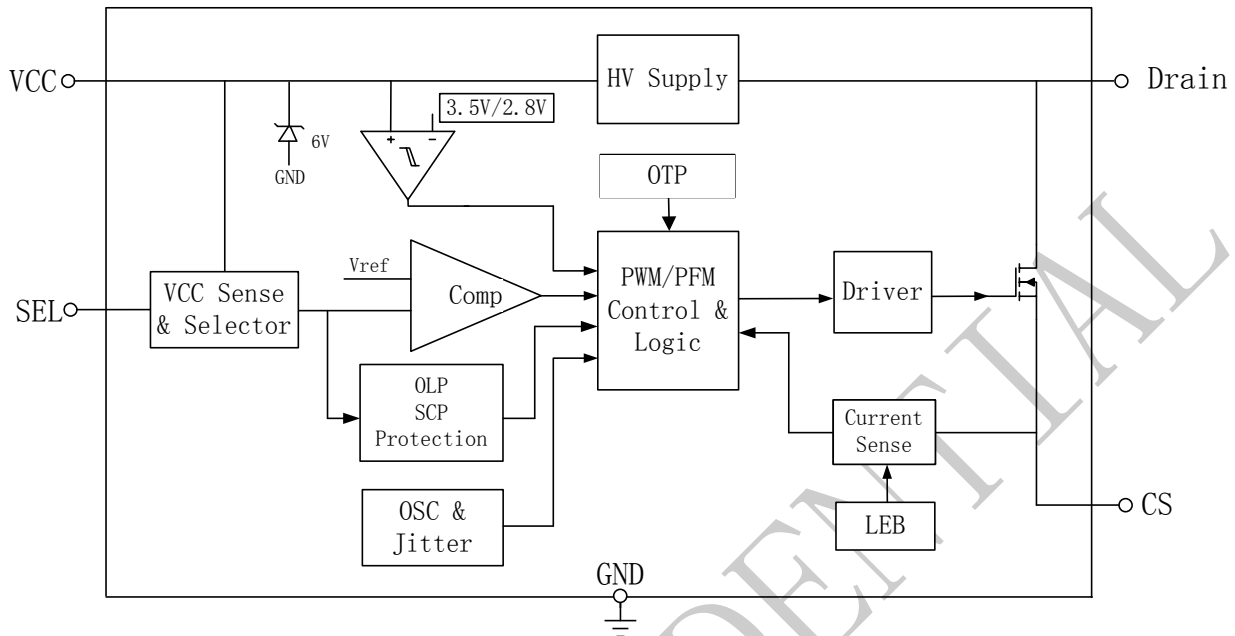 VCC
HV Supply
Drain
3.5V/2.8V
+
-
6V
GND
OTP
Vref
Comp
PWM/PFM
Control &
Logic
Driver
SEL
VCC Sense
& Selector
OLP
SCP
Protection
Current
Sense
OSC &
Jitter
LEB
CS
GND
DENTIAL